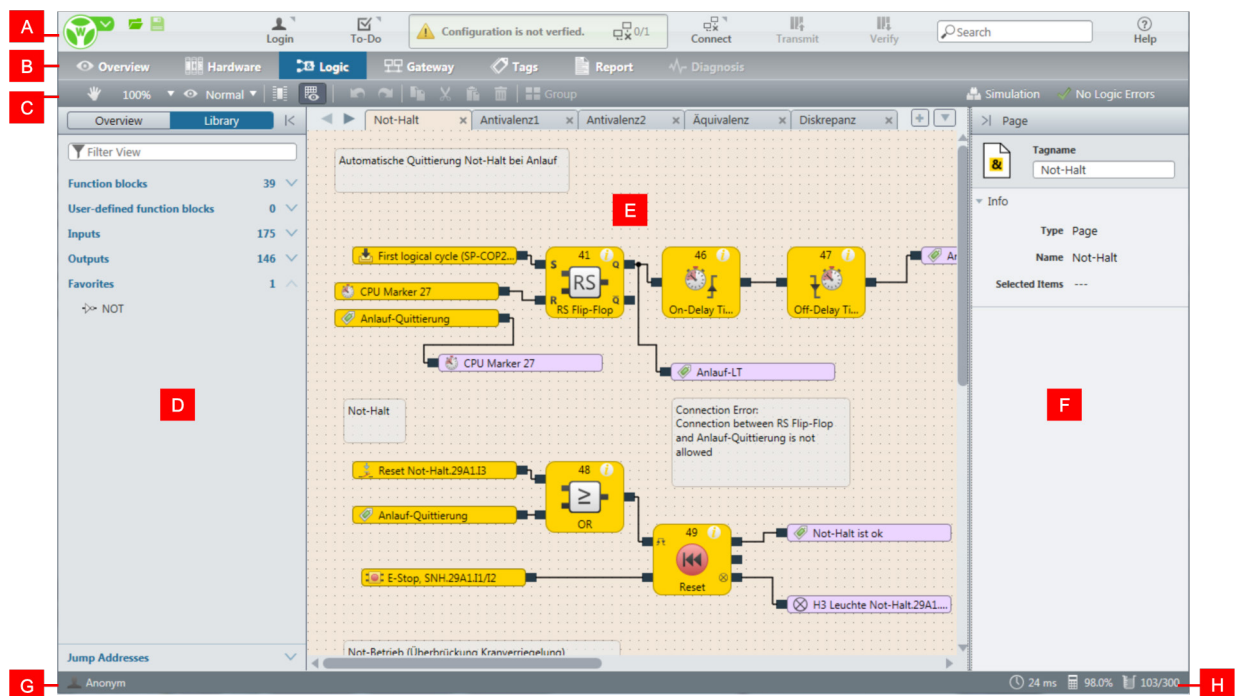 A
W
Login
To-Do
Configuration is not verfied.
0/1
Connect
Transmit
Verify
Search
Help
B
Overview
Hardware
Logic
Gateway
Tags
Report
Diagnosis
C
100%
Normal
Group
Simulation
No Logic Errors
Overview
Library
Not-Halt
Antivalenz1
Antivalenz2
Äquivalenz
Diskrepanz
Page
Filter View
Function blocks 39
User-defined function blocks 0
Inputs 175
Outputs 146
Favorites 1
NOT
D
Jump Addresses
Automatische Quittierung Not-Halt bei Anlauf
E
First logical cycle (SP-COP2...
CPU Marker 27
Anlauf-Quittierung
CPU Marker 27
41
S
Q
RS
R
Q
RS Flip-Flop
46
On-Delay Ti...
47
Off-Delay Ti...
An
Anlauf-LT
Not-Halt
Connection Error:
Connection between RS Flip-Flop
and Anlauf-Quittierung is not
allowed
Reset Not-Halt.29A1.I3
Anlauf-Quittierung
48
≥
OR
E-Stop, SNH.29A1.I1/I2
49
Reset
Not-Halt ist ok
H3 Leuchte Not-Halt.29A1....
Not-Betrieb (Überbrückung Kranverriegelung)
&
Tagname
Not-Halt
Info
Type Page
Name Not-Halt
Selected Items ---
F
G
Anonym
24 ms
98.0%
103/300
H